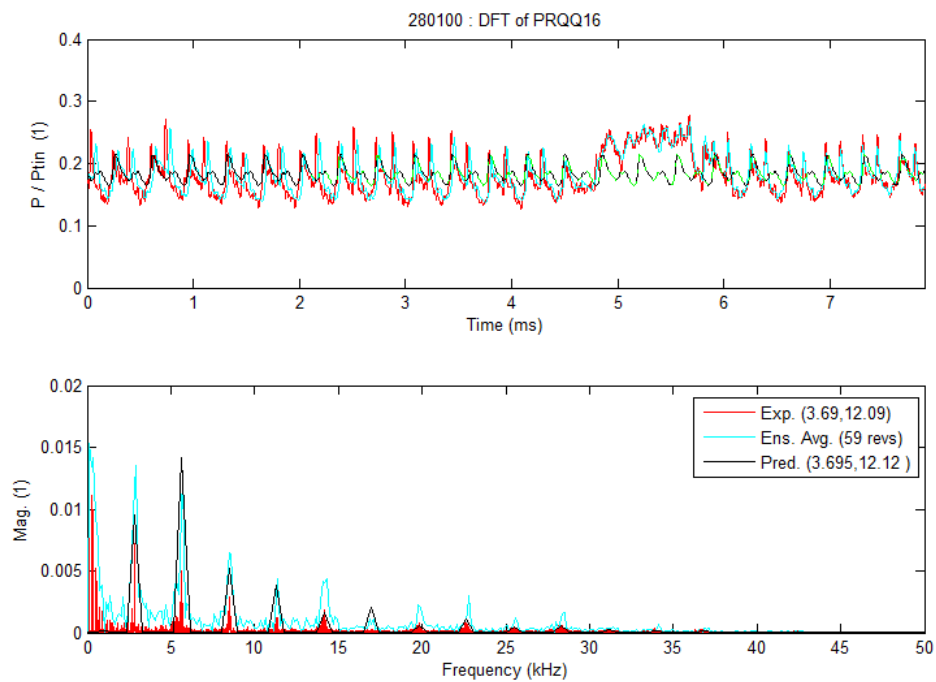 280100 : DFT of PRQQ16
0.4
0.3
0.2
0.1
0
P / Ptin (1)
0 1 2 3 4 5 6 7
Time (ms)
0.02
0.015
0.01
0.005
0
Mag. (1)
Exp. (3.69,12.09)
Ens. Avg. (59 revs)
Pred. (3.695,12.12 )
0 5 10 15 20 25 30 35 40 45 50
Frequency (kHz)